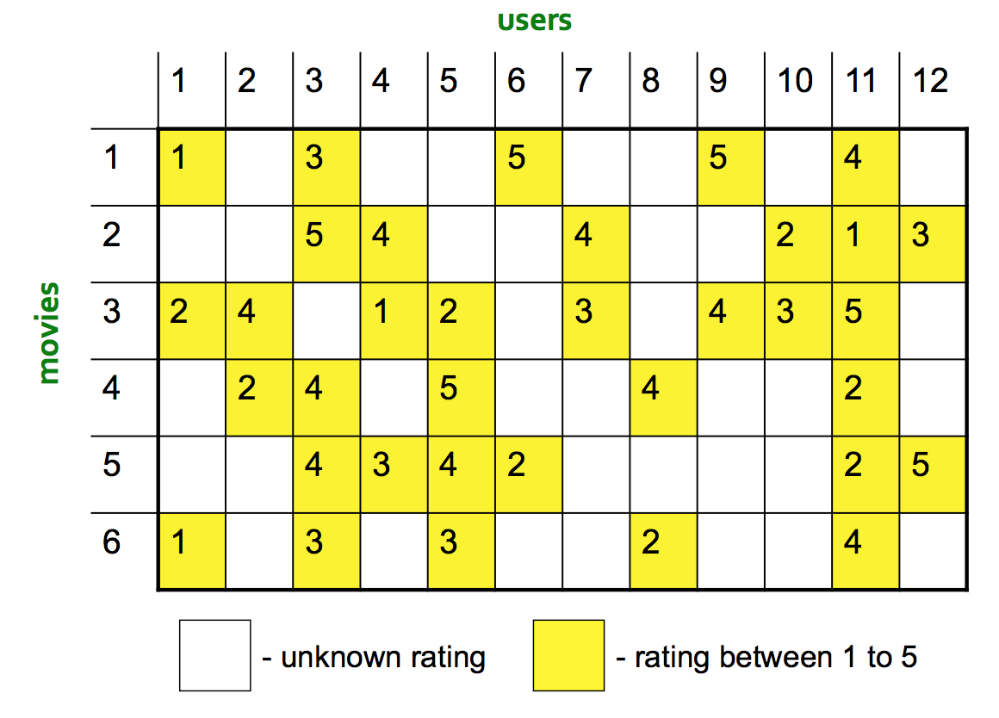 users
1 2 3 4 5 6 7 8 9 10 11 12
1 1 3 5 5 4
2 5 4 4 2 1 3
movies
3 2 4 1 2 3 4 3 5
4 2 4 5 4 2
5 4 3 4 2 2 5
6 1 3 3 2 4
- unknown rating - rating between 1 to 5